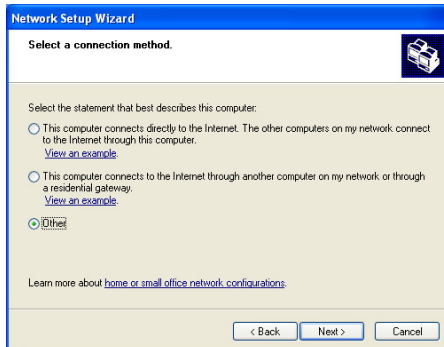 Network Setup Wizard
Select a connection method.
Select the statement that best describes this computer:
This computer connects directly to the Internet. The other computers on my network connect
to the Internet through this computer.
View an example.
This computer connects to the Internet through another computer on my network or through
a residential gateway.
View an example.
Other
Learn more about home or small office network configurations.
< Back Next > Cancel